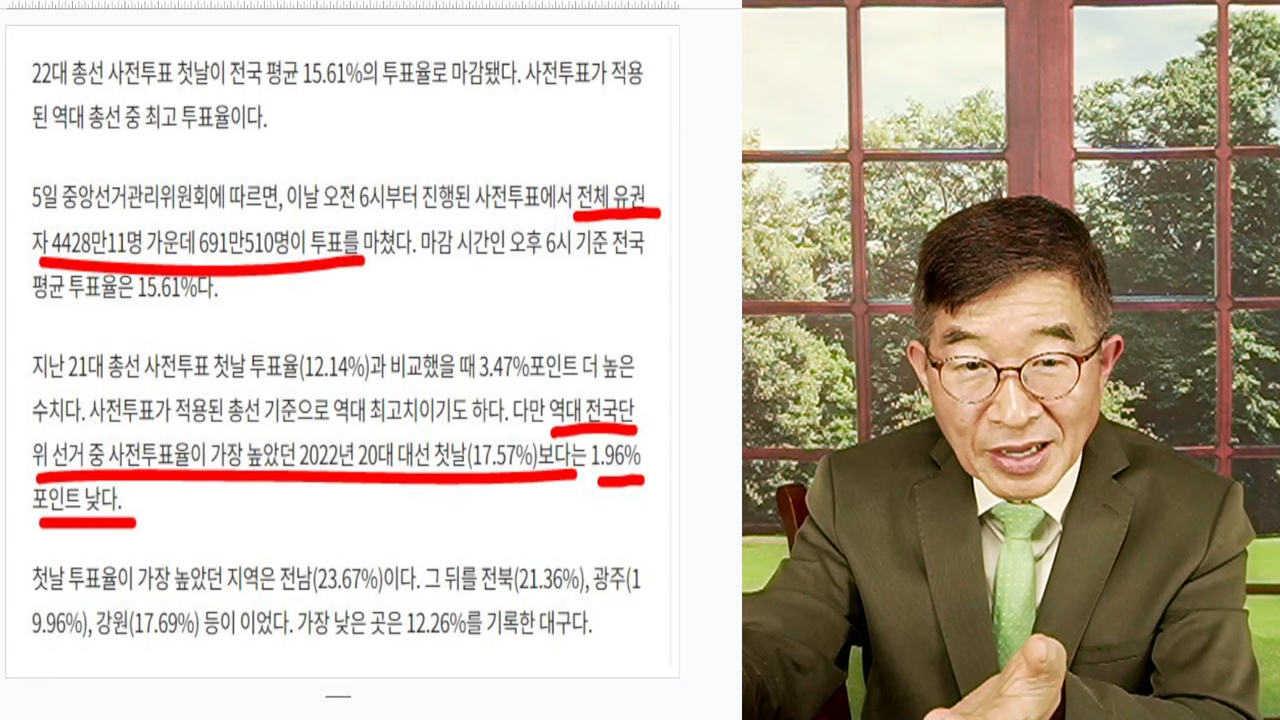 22대 총선 사전투표 첫날이 전국 평균 15.61%의 투표율로 마감됐다. 사전투표가 적용
된 역대 총선 중 최고 투표율이다.
5일 중앙선거관리위원회에 따르면, 이날 오전 6시부터 진행된 사전투표에서 전체 유권
자 4428만11명 가운데 691만510명이 투표를 마쳤다. 마감 시간인 오후 6시 기준 전국
평균 투표율은 15.61%다.
지난 21대 총선 사전투표 첫날 투표율(12.14%)과 비교했을 때 3.47%포인트 더 높은
수치다. 사전투표가 적용된 총선 기준으로 역대 최고치이기도 하다. 다만 역대 전국단
위 선거 중 사전투표율이 가장 높았던 2022년 20대 대선 첫날(17.57%)보다는 1.96%
포인트 낮다.
첫날 투표율이 가장 높았던 지역은 전남(23.67%)이다. 그 뒤를 전북(21.36%), 광주(1
9.96%), 강원(17.69%) 등이 이었다. 가장 낮은 곳은 12.26%를 기록한 대구다.